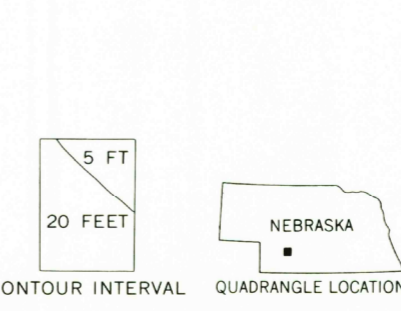 5 FT
20 FEET
ONTOUR INTERVAL
NEBRASKA
QUADRANGLE LOCATION